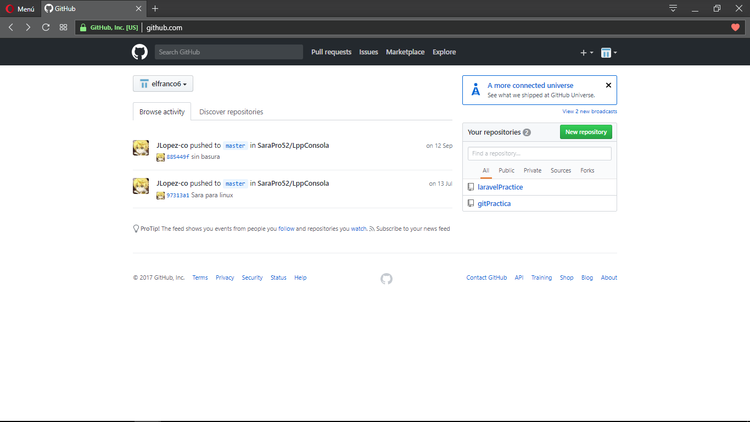 Menú
GitHub
GitHub, Inc. [US]
github.com
Search GitHub
Pull requests Issues Marketplace Explore
elfranco6
Browse activity Discover repositories
JLopez-co pushed to master in SaraPro52/LppConsola on 12 Sep
885449f sin basura
JLopez-co pushed to master in SaraPro52/LppConsola on 13 Jul
97313a1 Sara para linux
ProTip! The feed shows you events from people you follow and repositories you watch. Subscribe to your news feed
A more connected universe
See what we shipped at GitHub Universe.
View 2 new broadcasts
Your repositories 2 New repository
Find a repository...
All Public Private Sources Forks
laravelPractice
gitPractica
© 2017 GitHub, Inc. Terms Privacy Security Status Help
Contact GitHub API Training Shop Blog About